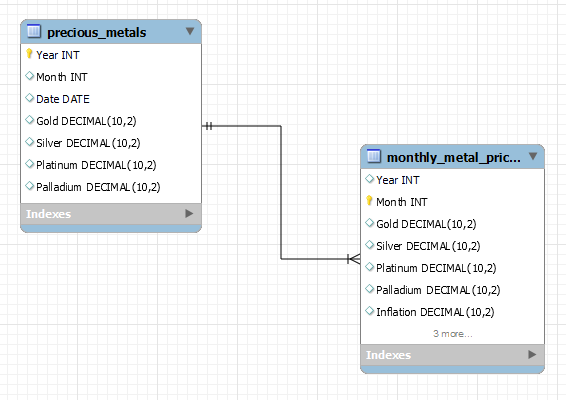 precious_metals
Year INT
Month INT
Date DATE
Gold DECIMAL(10,2)
Silver DECIMAL(10,2)
Platinum DECIMAL(10,2)
Palladium DECIMAL(10,2)
Indexes
monthly_metal_pric...
Year INT
Month INT
Gold DECIMAL(10,2)
Silver DECIMAL(10,2)
Platinum DECIMAL(10,2)
Palladium DECIMAL(10,2)
Inflation DECIMAL(10,2)
3 more...
Indexes